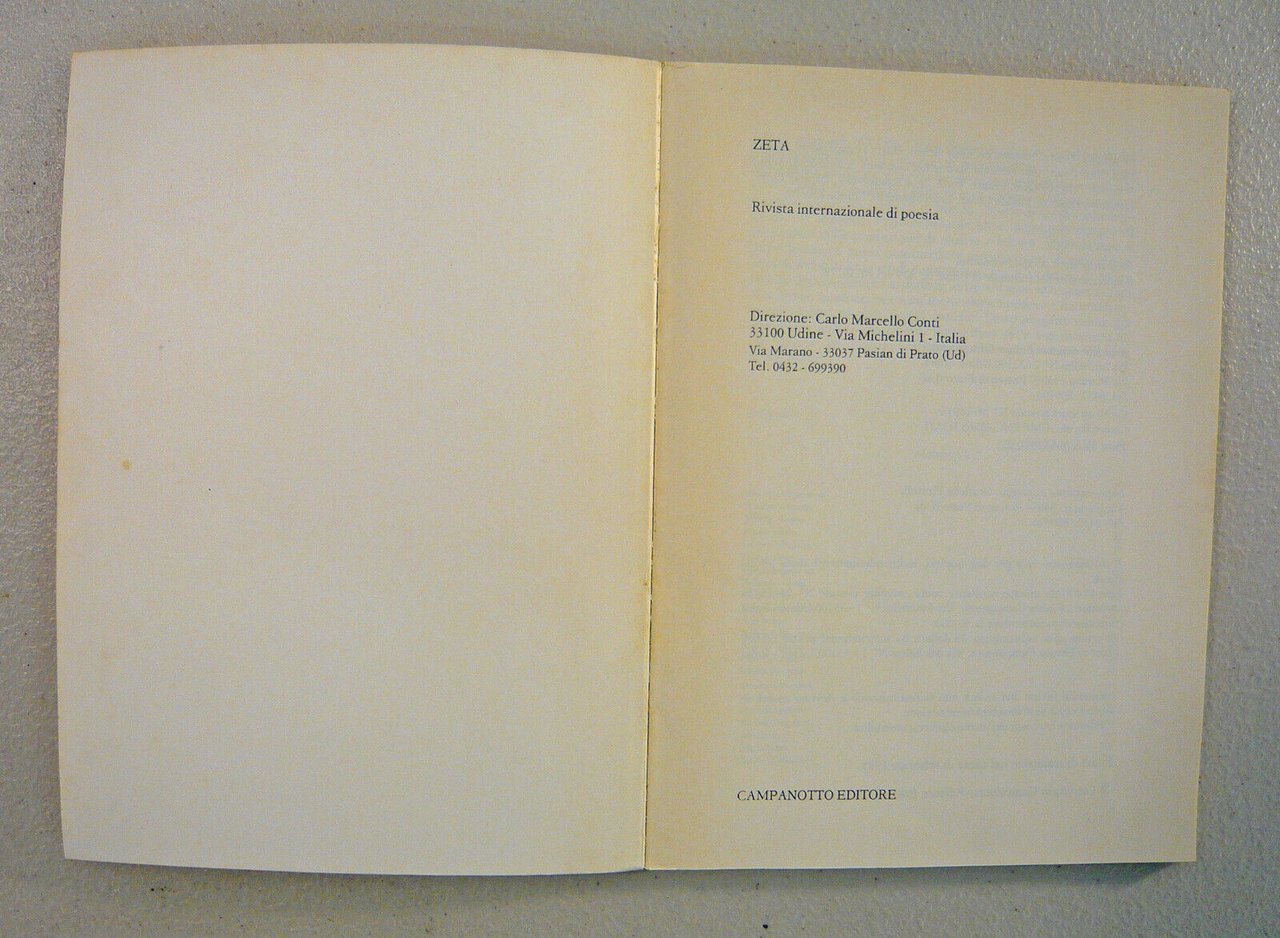 ZETA
Rivista internazionale di poesia
Direzione: Carlo Marcello Conti
33100 Udine - Via Michelini 1 - Italia
Via Marano - 33037 Pasian di Prato (Ud)
Tel. 0432 - 699390
CAMPANOTTO EDITORE